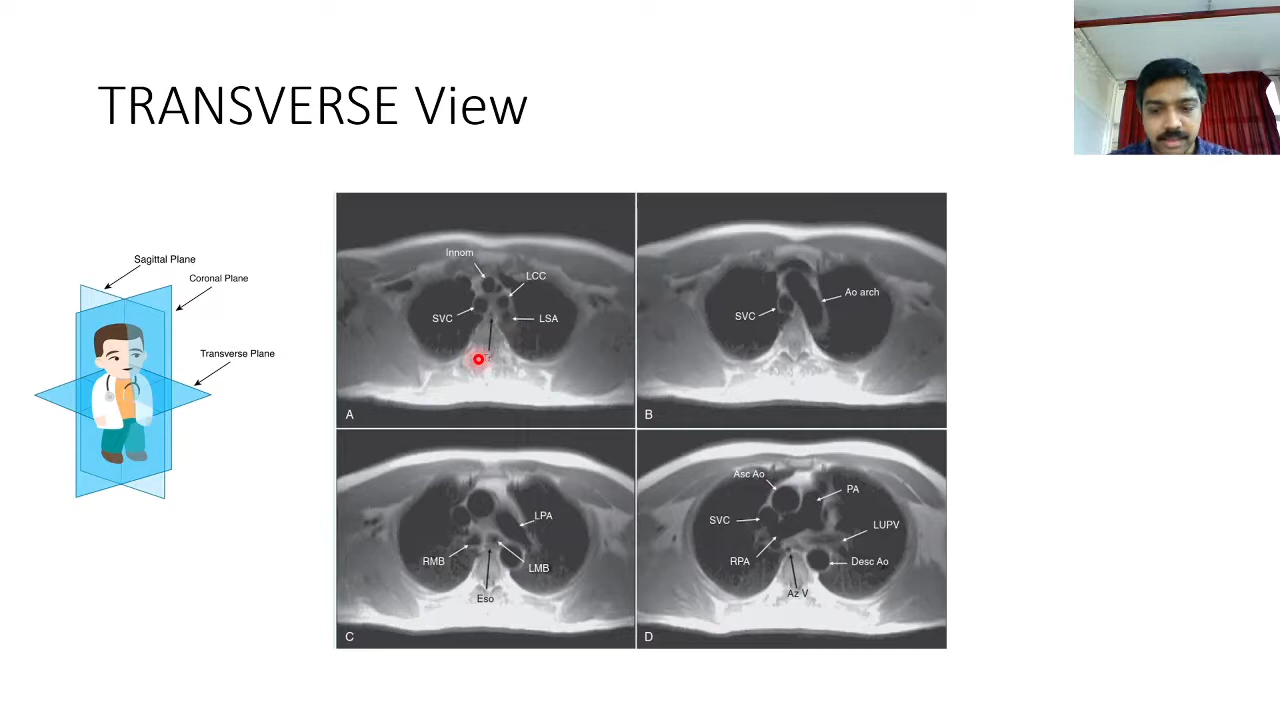 TRANSVERSE View
Sagittal Plane
Coronal Plane
Transverse Plane
Innom
LCC
SVC
LSA
A
SVC
Ao arch
B
LPA
RMB
LMB
Eso
C
Asc Ao
PA
SVC
LUPV
RPA
Desc Ao
Az V
D